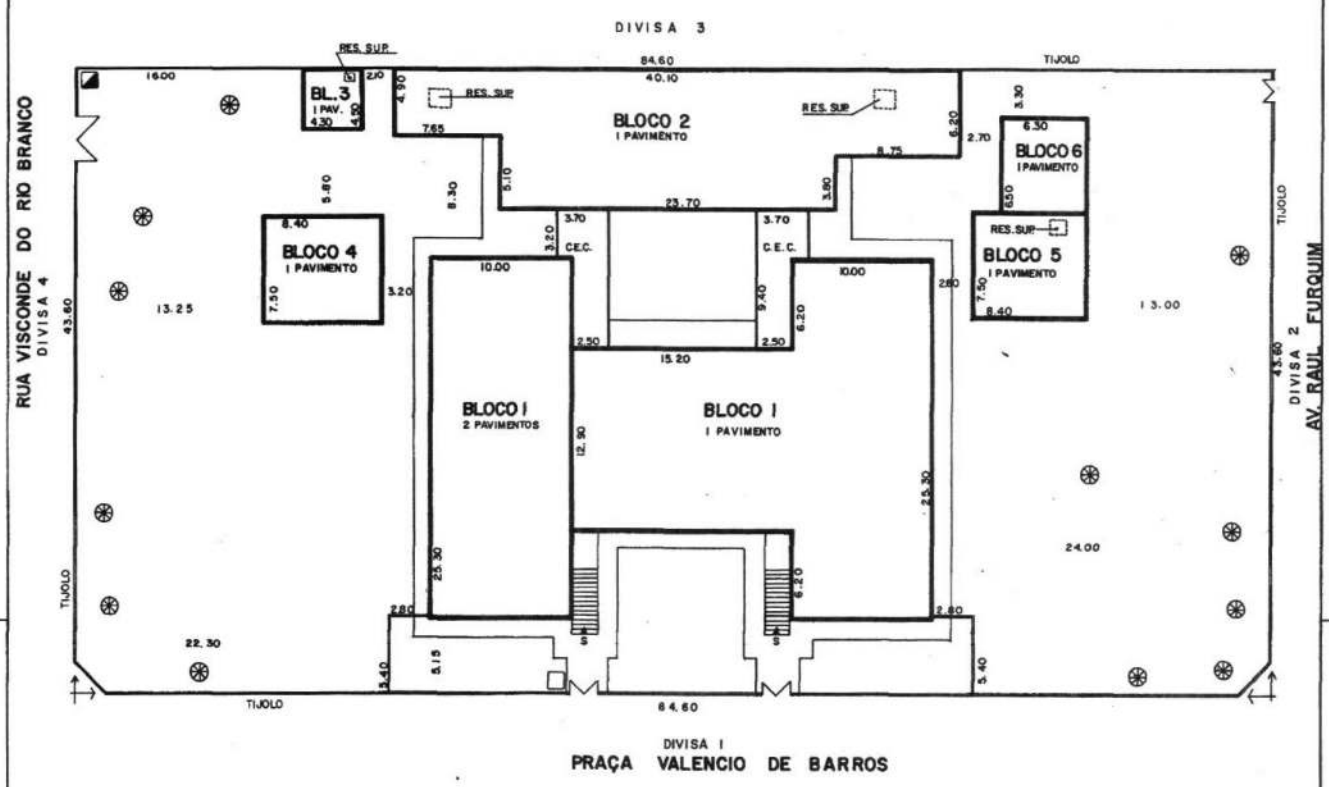 DIVISA 3
84.60
TIJOLO
RES. SUP.
16.00
2.10
40.10
BL.3
1 PAV.
4.30
4.50
4.90
RES. SUP.
RES. SUP.
BLOCO 2
1 PAVIMENTO
7.65
8.75
6.20
2.70
3.30
6.30
BLOCO 6
1 PAVIMENTO
6.50
5.10
8.30
5.80
3.80
23.70
8.40
BLOCO 4
1 PAVIMENTO
7.50
3.20
13.25
3.70
3.20
C.E.C.
3.70
C.E.C.
9.40
10.00
10.00
6.20
2.80
RES. SUP.
BLOCO 5
1 PAVIMENTO
7.50
8.40
13.00
TIJOLO
RUA VISCONDE DO RIO BRANCO
DIVISA 4
43.60
43.60
DIVISA 2
AV. RAUL FURQUIM
2.50
15.20
2.50
BLOCO 1
2 PAVIMENTOS
12.90
BLOCO 1
1 PAVIMENTO
25.30
25.30
24.00
6.20
TIJOLO
2.80
2.80
S
S
22.30
5.40
5.15
5.40
TIJOLO
64.60
DIVISA 1
PRAÇA VALENCIO DE BARROS